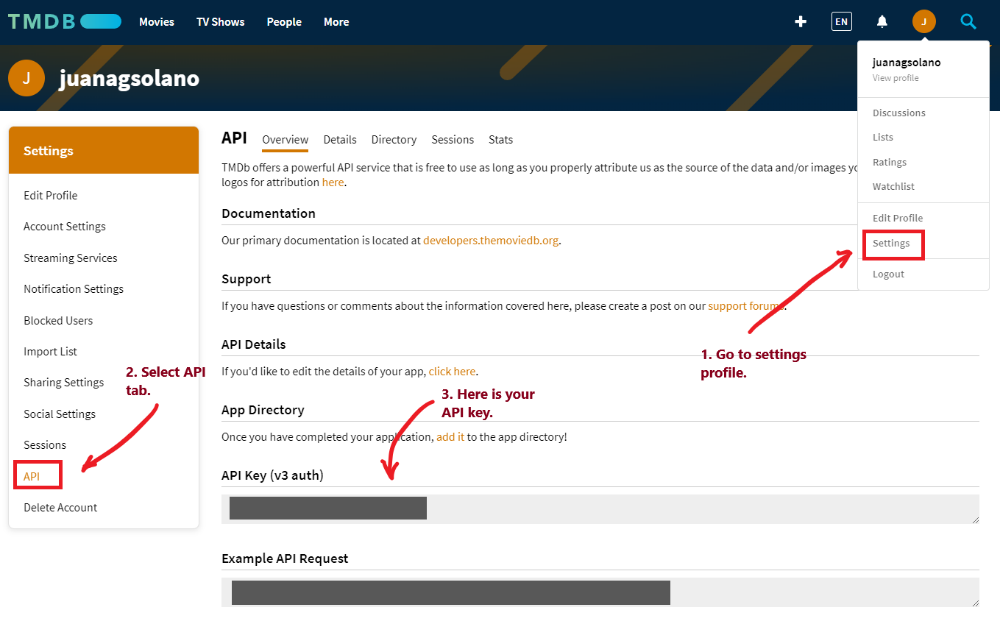 TMDB Movies TV Shows People More EN J
J juanagsolano
juanagsolano
View profile
Discussions
Lists
Ratings
Watchlist
Edit Profile
Settings
Logout
1. Go to settings
profile.
Settings
Edit Profile
Account Settings
Streaming Services
Notification Settings
Blocked Users
Import List
Sharing Settings
Social Settings
Sessions
API
Delete Account
2. Select API
tab.
API Overview Details Directory Sessions Stats
TMDb offers a powerful API service that is free to use as long as you properly attribute us as the source of the data and/or images
logos for attribution here.
Documentation
Our primary documentation is located at developers.themoviedb.org.
Support
If you have questions or comments about the information covered here, please create a post on our support forums.
API Details
If you'd like to edit the details of your app, click here.
3. Here is your
API key.
App Directory
Once you have completed your application, add it to the app directory!
API Key (v3 auth)
Example API Request